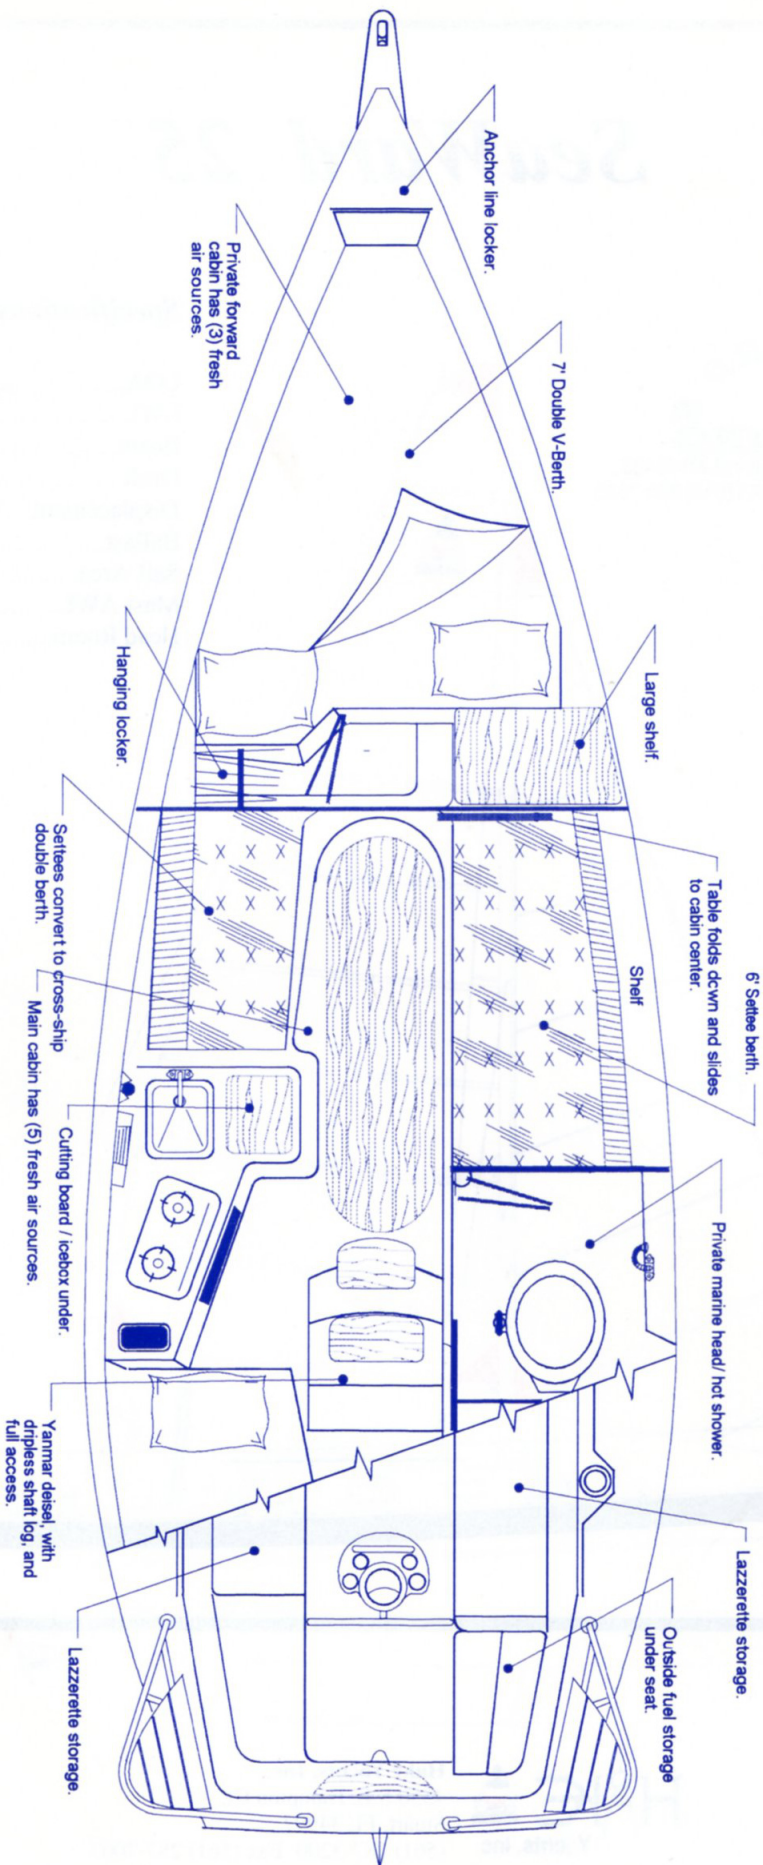 Anchor line locker.
Private forward
cabin has (3) fresh
air sources.
7' Double V-Berth.
Hanging locker.
Large shelf.
Settees convert to cross-ship
double berth.
Table folds down and slides
to cabin center.
Shelf
6' Settee berth.
Main cabin has (5) fresh air sources.
Cutting board / icebox under.
Private marine head/ hot shower.
Yanmar deisel, with
dripless shaft log, and
full access.
Lazzerette storage.
Lazzerette storage.
Outside fuel storage
under seat.